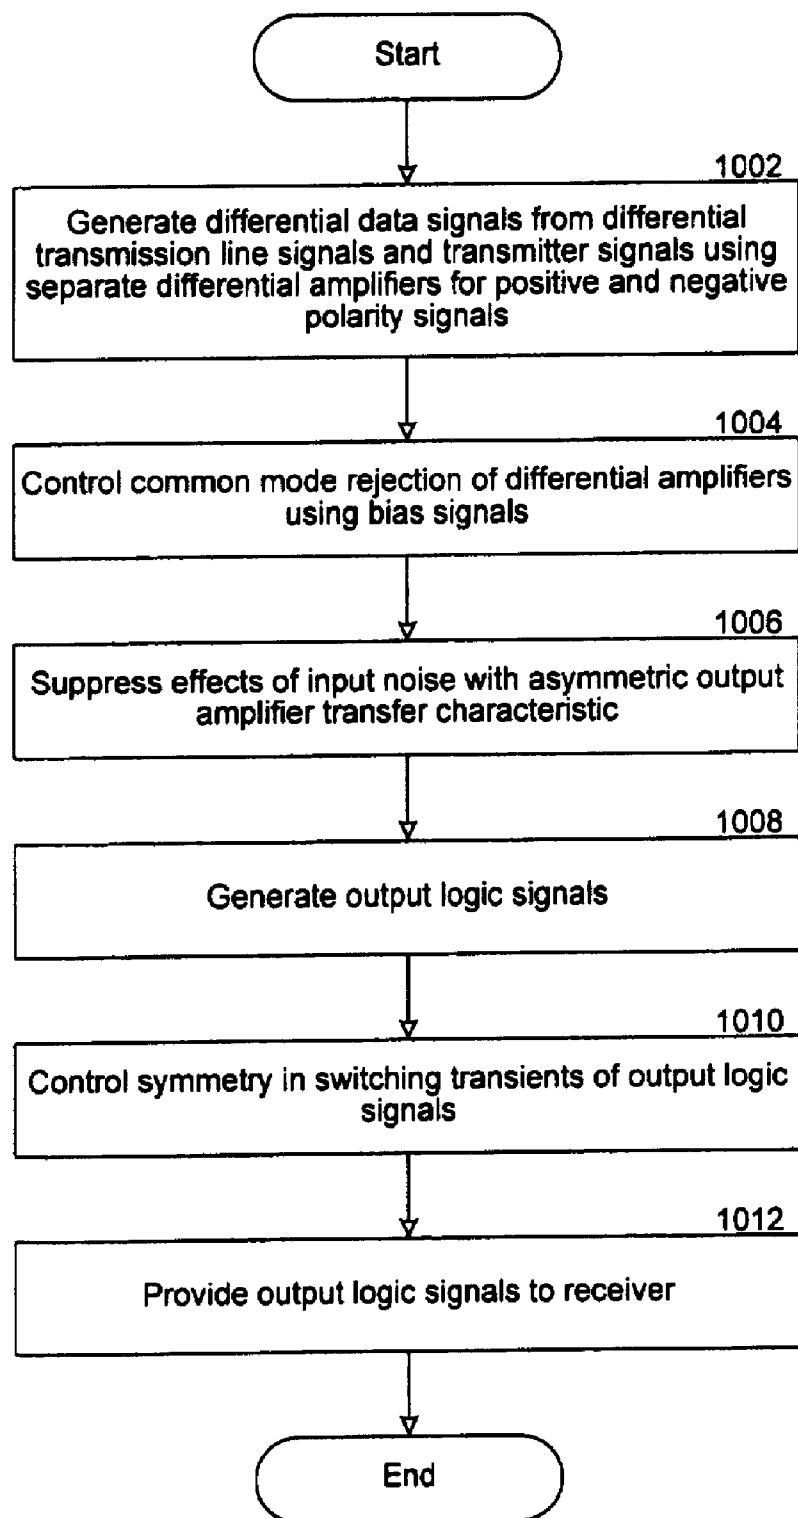 Start
1002
Generate differential data signals from differential
transmission line signals and transmitter signals using
separate differential amplifiers for positive and negative
polarity signals
1004
Control common mode rejection of differential amplifiers
using bias signals
1006
Suppress effects of input noise with asymmetric output
amplifier transfer characteristic
1008
Generate output logic signals
1010
Control symmetry in switching transients of output logic
signals
1012
Provide output logic signals to receiver
End